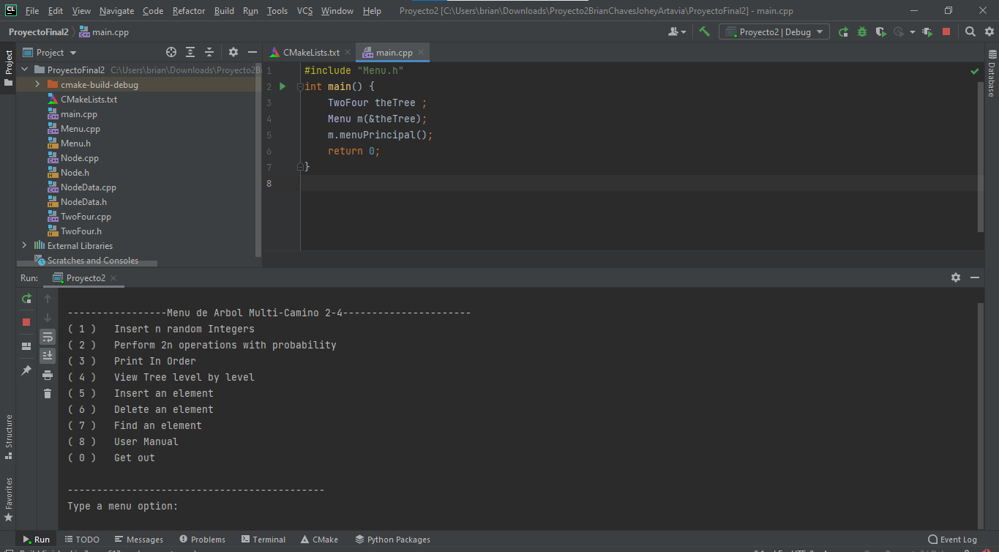 CL File Edit View Navigate Code Refactor Build Run Tools VCS Window Help Proyecto2 [C:\Users\brian\Downloads\Proyecto2BrianChavesJoheyArtavia\ProyectoFinal2] - main.cpp
ProyectoFinal2 main.cpp Proyecto2 | Debug
Project
Project
CMakeLists.txt main.cpp
Database
ProyectoFinal2 C:\Users\brian\Downloads\Proyecto2B
cmake-build-debug
CMakeLists.txt
main.cpp
Menu.cpp
Menu.h
Node.cpp
Node.h
NodeData.cpp
NodeData.h
TwoFour.cpp
TwoFour.h
External Libraries
Scratches and Consoles
1 #include "Menu.h"
2 int main() {
3 TwoFour theTree ;
4 Menu m(&theTree);
5 m.menuPrincipal();
6 return 0;
7 }
8
Run: Proyecto2
-----------------Menu de Arbol Multi-Camino 2-4----------------------
( 1 ) Insert n random Integers
( 2 ) Perform 2n operations with probability
( 3 ) Print In Order
( 4 ) View Tree level by level
( 5 ) Insert an element
( 6 ) Delete an element
( 7 ) Find an element
( 8 ) User Manual
( 0 ) Get out
--------------------------------------------
Type a menu option:
Structure
Favorites
Run TODO Messages Problems Terminal CMake Python Packages Event Log